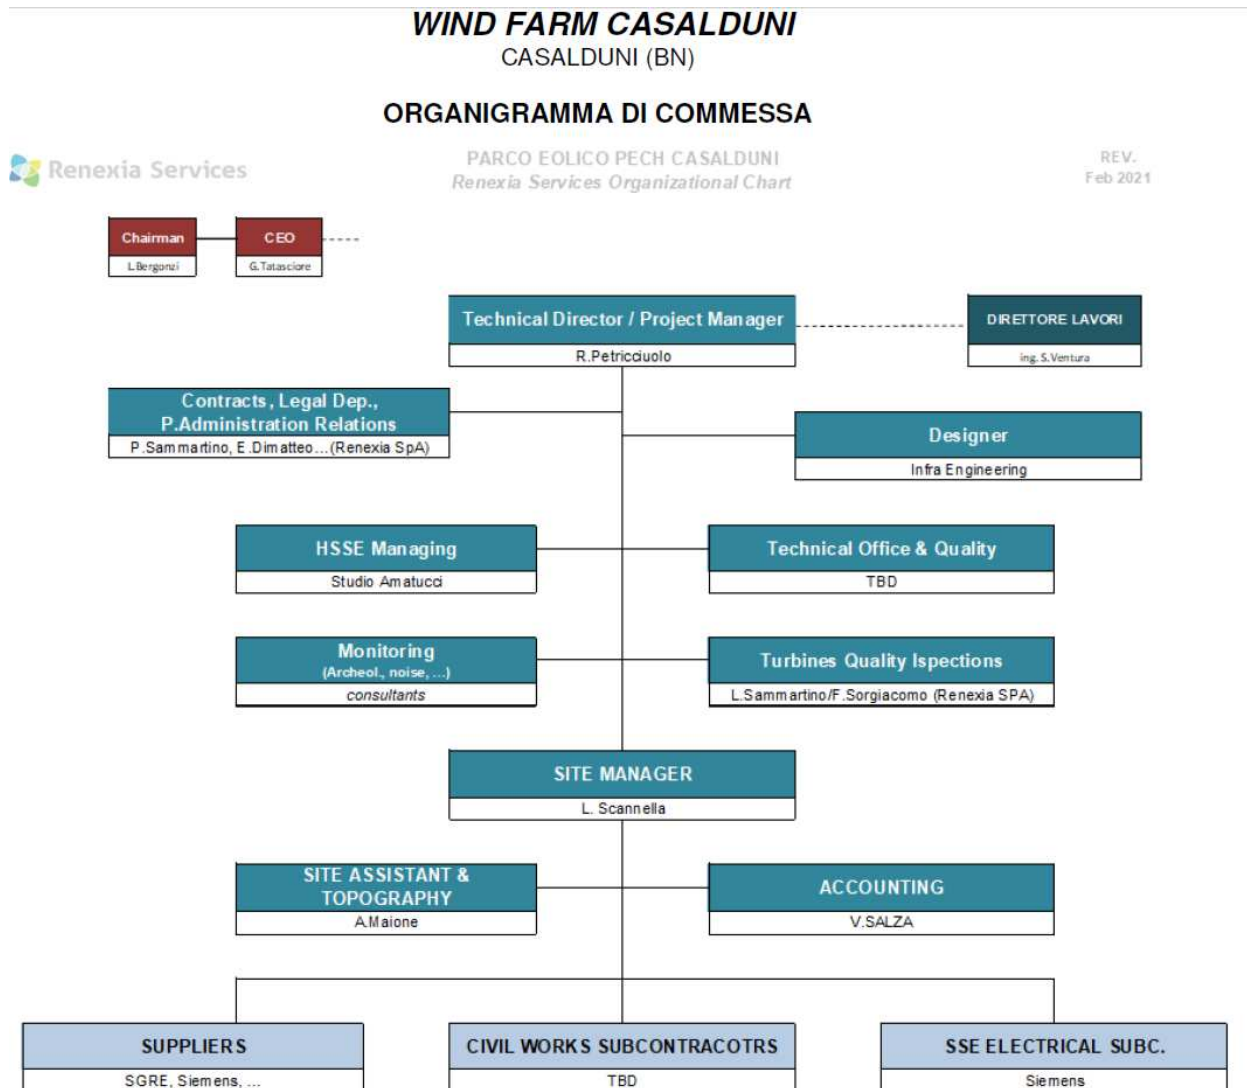 WIND FARM CASALDUNI
CASALDUNI (BN)
ORGANIGRAMMA DI COMMESSA
Renexia Services
PARCO EOLICO PECH CASALDUNI
Renexia Services Organizational Chart
REV.
Feb 2021
Chairman
L.Bergonzi
CEO
G.Tatasciore
Technical Director / Project Manager
R.Petricciuolo
DIRETTORE LAVORI
ing. S.Ventura
Contracts, Legal Dep.,
P.Administration Relations
P.Sammartino, E.Dimatteo...(Renexia SpA)
Designer
Infra Engineering
HSSE Managing
Studio Amatucci
Technical Office & Quality
TBD
Monitoring
(Archeol., noise, ...)
consultants
Turbines Quality Ispections
L.Sammartino/F.Sorgiacomo (Renexia SPA)
SITE MANAGER
L. Scannella
SITE ASSISTANT &
TOPOGRAPHY
A.Maione
ACCOUNTING
V.SALZA
SUPPLIERS
SGRE, Siemens, ...
CIVIL WORKS SUBCONTRACOTRS
TBD
SSE ELECTRICAL SUBC.
Siemens